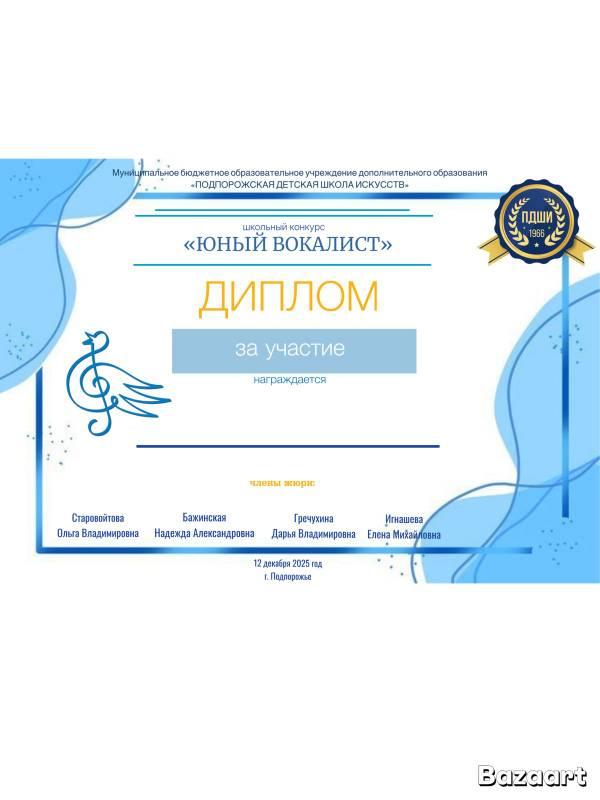 Муниципальное бюджетное образовательное учреждение дополнительного образования
«ПОДПОРОЖСКАЯ ДЕТСКАЯ ШКОЛА ИСКУССТВ»
ПДШИ
1966
школьный конкурс
«ЮНЫЙ ВОКАЛИСТ»
ДИПЛОМ
за участие
награждается
члены жюри:
Старовойтова
Ольга Владимировна
Бажинская
Надежда Александровна
Гречухина
Дарья Владимировна
Игнашева
Елена Михайловна
12 декабря 2025 год
г. Подпорожье
Bazaart